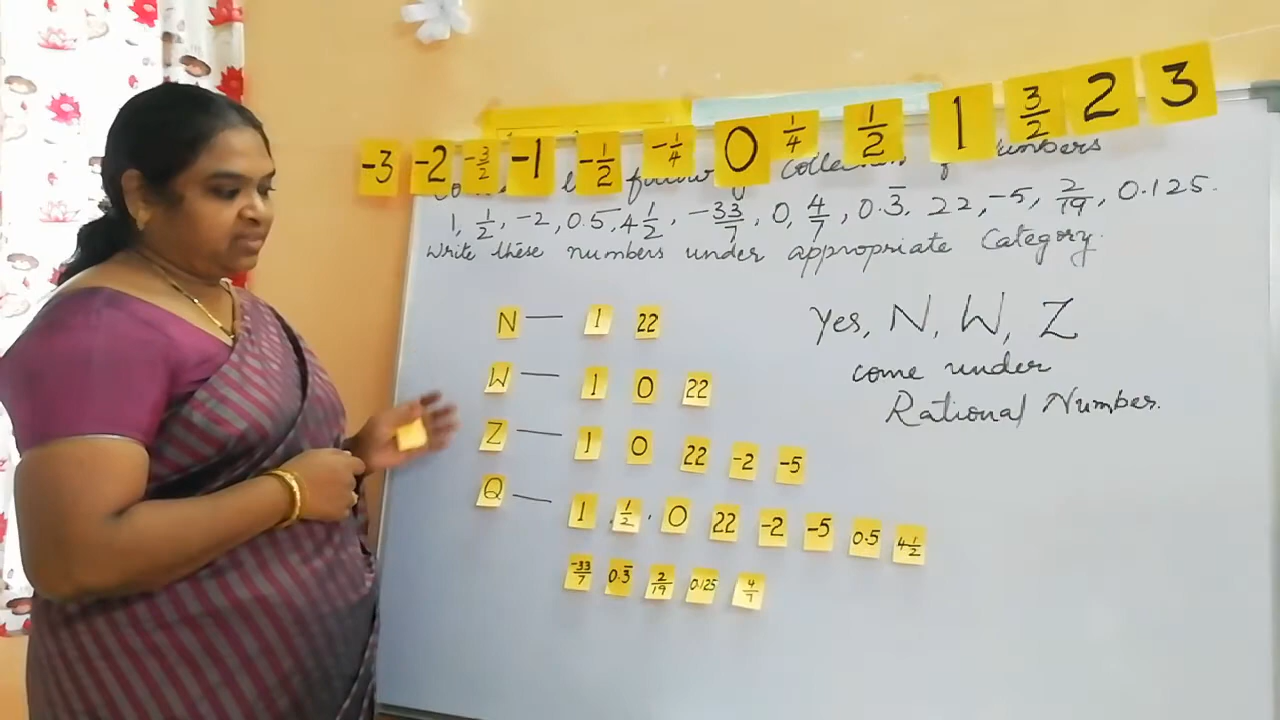 -3 -2 -3/2 -1 -1/2 -1/4 0 1/4 1/2 1 3/2 2 3
following numbers
1, 1/2, -2, 0.5, 4 1/2, -33/7, 0, 4/7, 0.3̅, 22, -5, 2/19, 0.125.
Write these numbers under appropriate Category.
N — 1 22
W — 1 0 22
Z — 1 0 22 -2 -5
Q — 1 1/2 0 22 -2 -5 0.5 4 1/2
-33/7 0.3̅ 2/19 0.125 4/7
Yes, N, W, Z
come under
Rational Number.